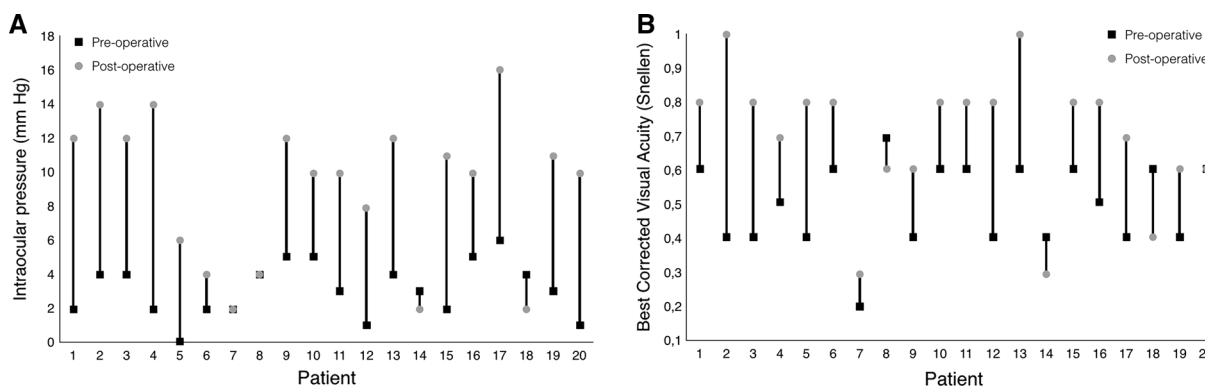 A
Intraocular pressure (mm Hg)
18
16
14
12
10
8
6
4
2
0
Pre-operative
Post-operative
1 2 3 4 5 6 7 8 9 10 11 12 13 14 15 16 17 18 19 20
Patient
B
Best Corrected Visual Acuity (Snellen)
1
0,9
0,8
0,7
0,6
0,5
0,4
0,3
0,2
0,1
Pre-operative
Post-operative
1 2 3 4 5 6 7 8 9 10 11 12 13 14 15 16 17 18 19 2
Patient